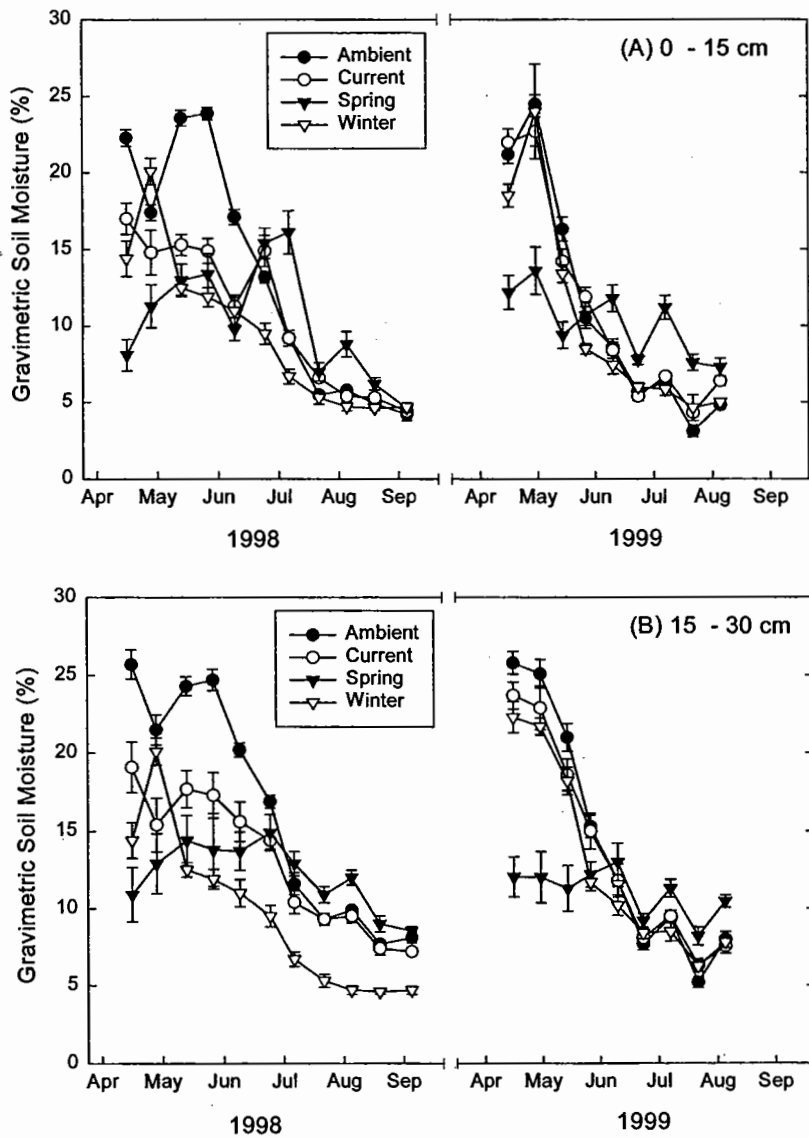 (A) 0 - 15 cm
Ambient
Current
Spring
Winter
Gravimetric Soil Moisture (%)
30
25
20
15
10
5
0
Apr May Jun Jul Aug Sep Apr May Jun Jul Aug Sep
1998 1999
(B) 15 - 30 cm
Ambient
Current
Spring
Winter
Gravimetric Soil Moisture (%)
30
25
20
15
10
5
0
Apr May Jun Jul Aug Sep Apr May Jun Jul Aug Sep
1998 1999